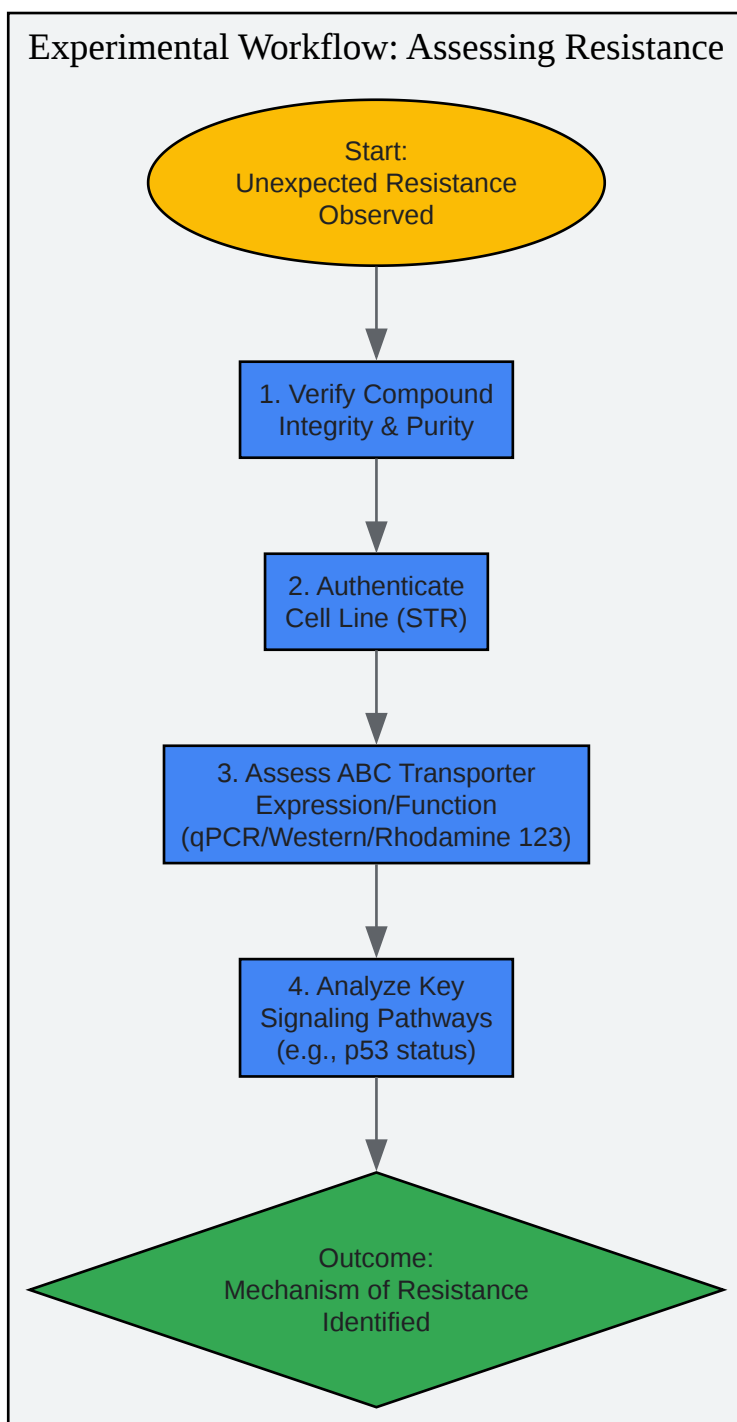 Experimental Workflow: Assessing Resistance
Start:
Unexpected Resistance
Observed
1. Verify Compound
Integrity & Purity
2. Authenticate
Cell Line (STR)
3. Assess ABC Transporter
Expression/Function
(qPCR/Western/Rhodamine 123)
4. Analyze Key
Signaling Pathways
(e.g., p53 status)
Outcome:
Mechanism of Resistance
Identified